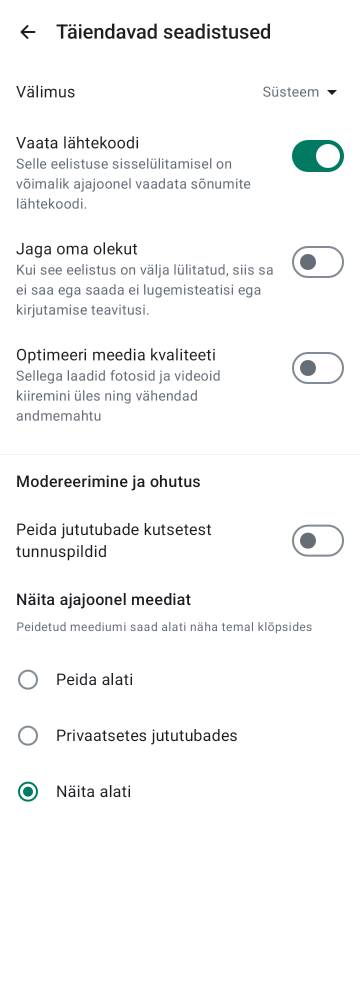 Täiendavad seadistused
Välimus
Süsteem
Vaata lähtekoodi
Selle eelistuse sisselülitamisel on
võimalik ajajoonel vaadata sõnumite
lähtekoodi.
Jaga oma olekut
Kui see eelistus on välja lülitatud, siis sa
ei saa ega saada ei lugemisteatisi ega
kirjutamise teavitusi.
Optimeeri meedia kvaliteeti
Sellega laadid fotosid ja videoid
kiiremini üles ning vähendad
andmemahtu
Modereerimine ja ohutus
Peida jututubade kutsetest
tunnuspildid
Näita ajajoonel meediat
Peidetud meediumi saad alati näha temal klõpsides
Peida alati
Privaatsetes jututubades
Näita alati